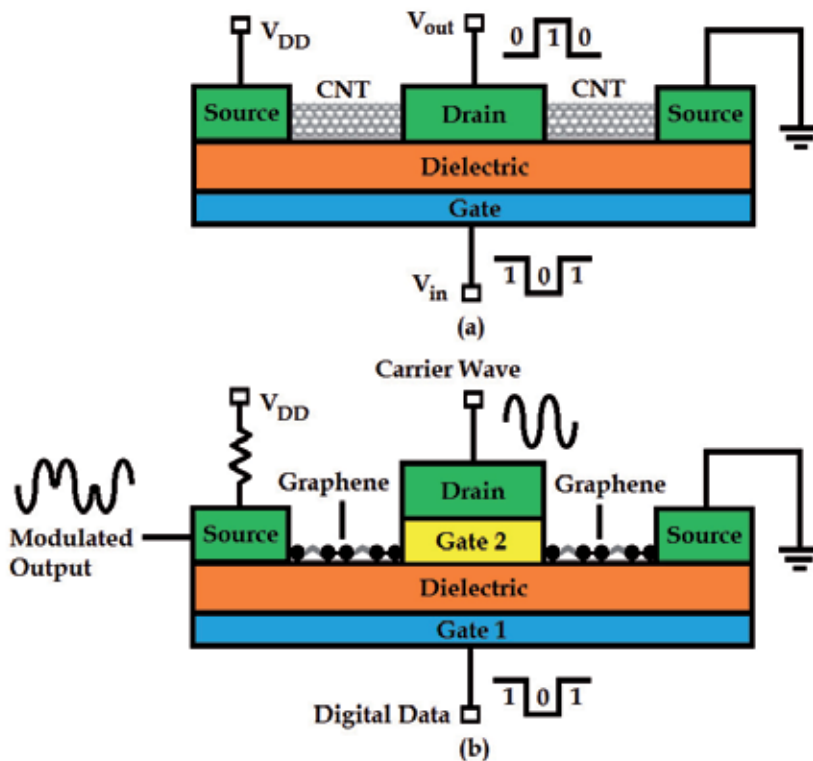 V_DD
V_out
0 1 0
CNT
CNT
Source
Drain
Source
Dielectric
Gate
V_in
1 0 1
(a)
Carrier Wave
V_DD
Graphene
Graphene
Drain
Modulated
Output
Source
Gate 2
Source
Dielectric
Gate 1
Digital Data
1 0 1
(b)